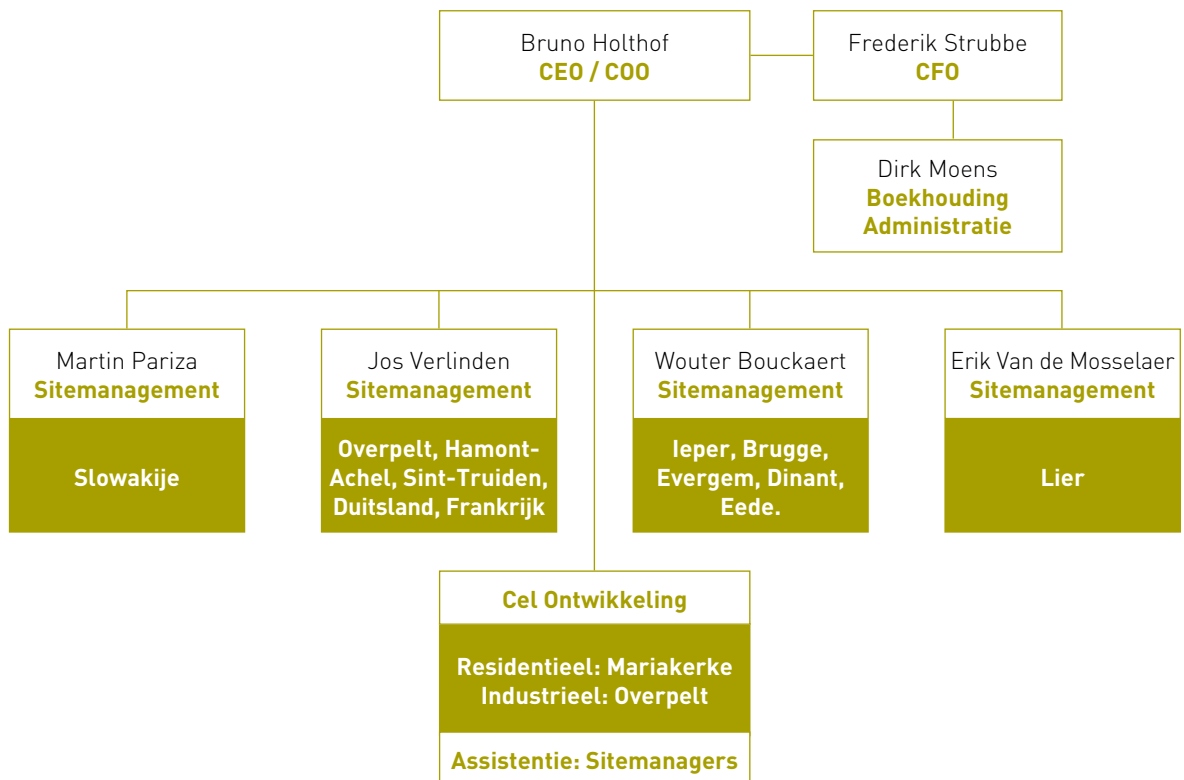 Bruno Holthof
CEO / COO
Frederik Strubbe
CFO
Dirk Moens
Boekhouding
Administratie
Martin Pariza
Sitemanagement
Slowakije
Jos Verlinden
Sitemanagement
Overpelt, Hamont-
Achel, Sint-Truiden,
Duitsland, Frankrijk
Wouter Bouckaert
Sitemanagement
Ieper, Brugge,
Evergem, Dinant,
Eede.
Erik Van de Mosselaer
Sitemanagement
Lier
Cel Ontwikkeling
Residentieel: Mariakerke
Industrieel: Overpelt
Assistentie: Sitemanagers